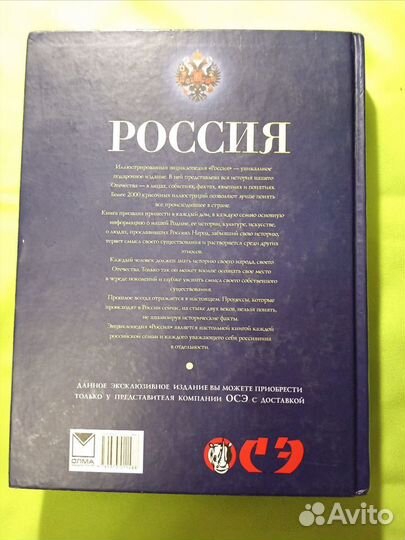 РОССИЯ
Иллюстрированная энциклопедия «Россия» — уникальное
подарочное издание. В ней представлена вся история нашего
Отечества — в лицах, событиях, фактах, явлениях и понятиях.
Более 2000 красочных иллюстраций позволяют лучше понять
все происходившее в стране.
Книга призвана принести в каждый дом, в каждую семью основную
информацию о нашей Родине, ее истории, культуре, искусстве,
о людях, прославивших Россию. Народ, забывший свою историю,
теряет смысл своего существования и растворяется среди других
этносов.
Каждый человек должен знать историю своего народа, своего
Отечества. Только так он может вполне осознать свое место
в череде поколений и глубже уяснить смысл своего собственного
существования.
Прошлое всегда отражается в настоящем. Процессы, которые
происходят в России сейчас, на стыке двух веков, нельзя понять,
не анализируя исторические факты.
Энциклопедия «Россия» является настольной книгой каждой
российской семьи и каждого уважающего себя россиянина
в отдельности.
ДАННОЕ ЭКСКЛЮЗИВНОЕ ИЗДАНИЕ ВЫ МОЖЕТЕ ПРИОБРЕСТИ
ТОЛЬКО У ПРЕДСТАВИТЕЛЯ КОМПАНИИ ОСЭ С ДОСТАВКОЙ
ОЛМА
ОСЭ
Avito